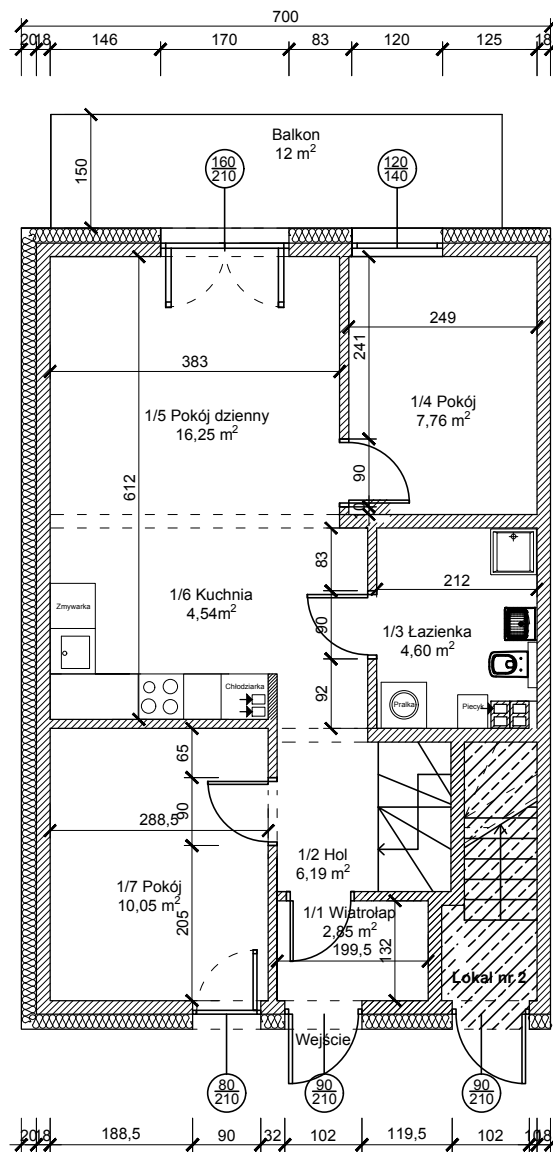 700
20 18 146 170 83 120 125 18
Balkon
12 m²
150
160
210
120
140
249
241
383
1/5 Pokój dzienny
16,25 m²
1/4 Pokój
7,76 m²
90
612
83
212
1/6 Kuchnia
4,54m²
Zmywarka
90
1/3 Łazienka
4,60 m²
92
Chłodziarka
Pralka
Piecyk
65
90
288,5
1/2 Hol
6,19 m²
1/7 Pokój
10,05 m²
205
1/1 Wiatrołap
2,85 m²
199,5
132
Lokal nr 2
Wejście
80
210
90
210
90
210
20 18 188,5 90 32 102 119,5 102 10 18